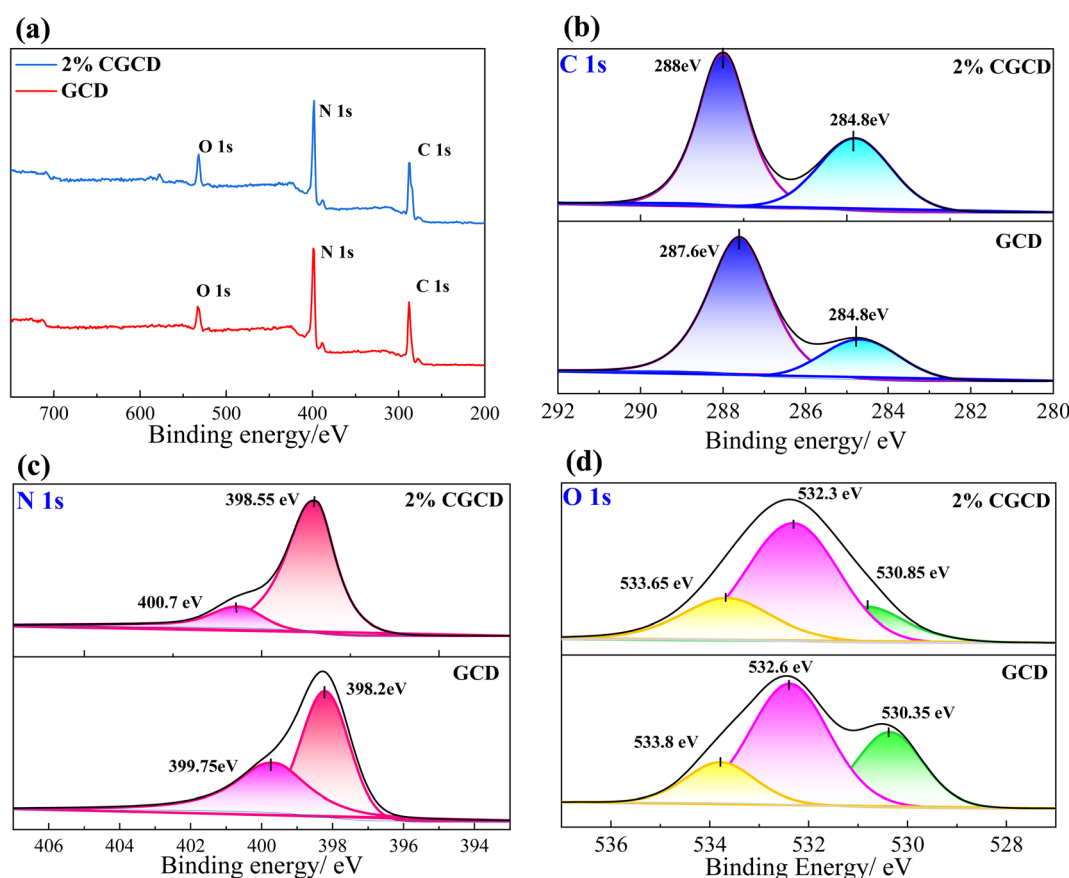 (a)
2% CGCD
GCD
N 1s
O 1s
C 1s
N 1s
O 1s
C 1s
700 600 500 400 300 200
Binding energy/eV
(b)
C 1s
288eV
2% CGCD
284.8eV
GCD
287.6eV
284.8eV
292 290 288 286 284 282 280
Binding energy/ eV
(c)
N 1s
398.55 eV
2% CGCD
400.7 eV
GCD
398.2eV
399.75eV
406 404 402 400 398 396 394
Binding energy/ eV
(d)
O 1s
532.3 eV
2% CGCD
533.65 eV
530.85 eV
532.6 eV
GCD
530.35 eV
533.8 eV
536 534 532 530 528
Binding Energy/ eV